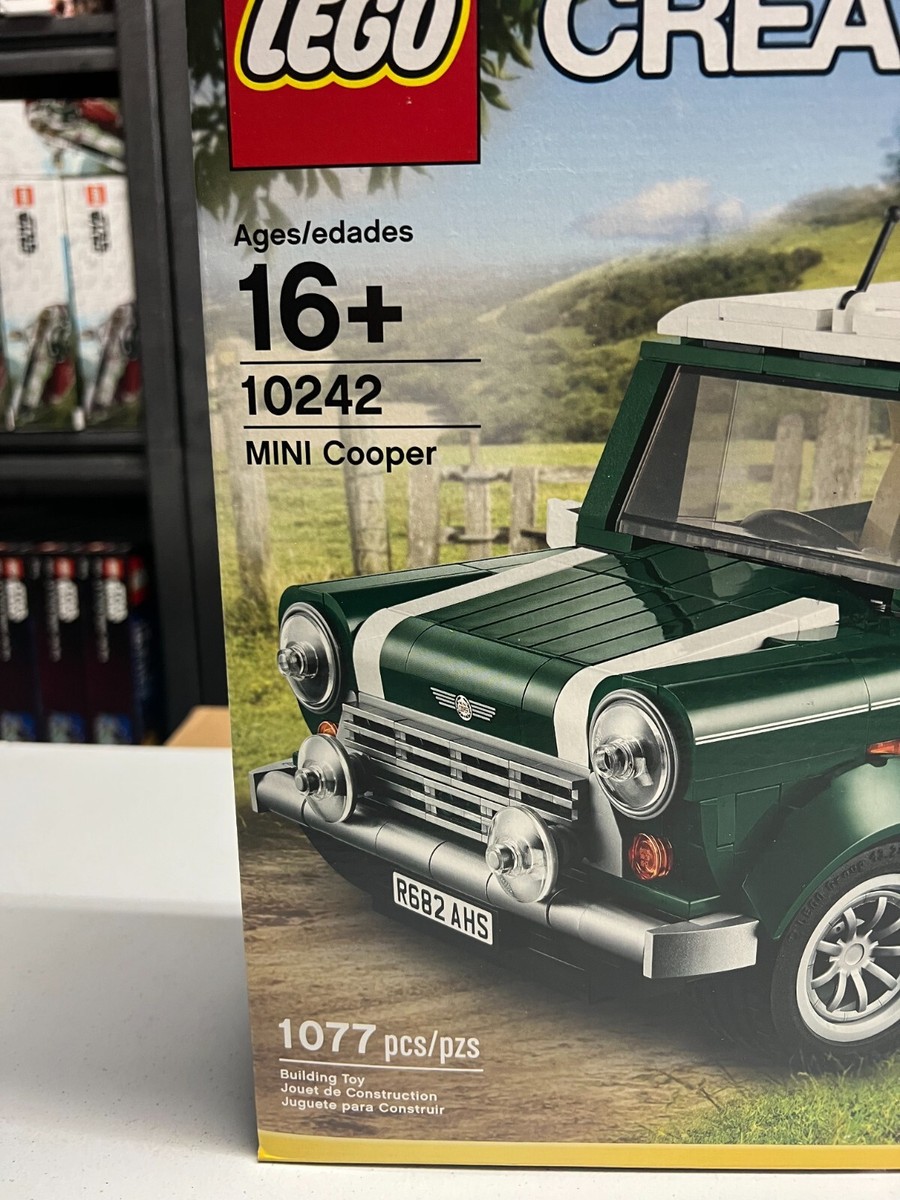 LEGO
CREA
Ages/edades
16+
10242
MINI Cooper
R682 AHS
1077 pcs/pzs
Building Toy
Jouet de Construction
Juguete para Construir